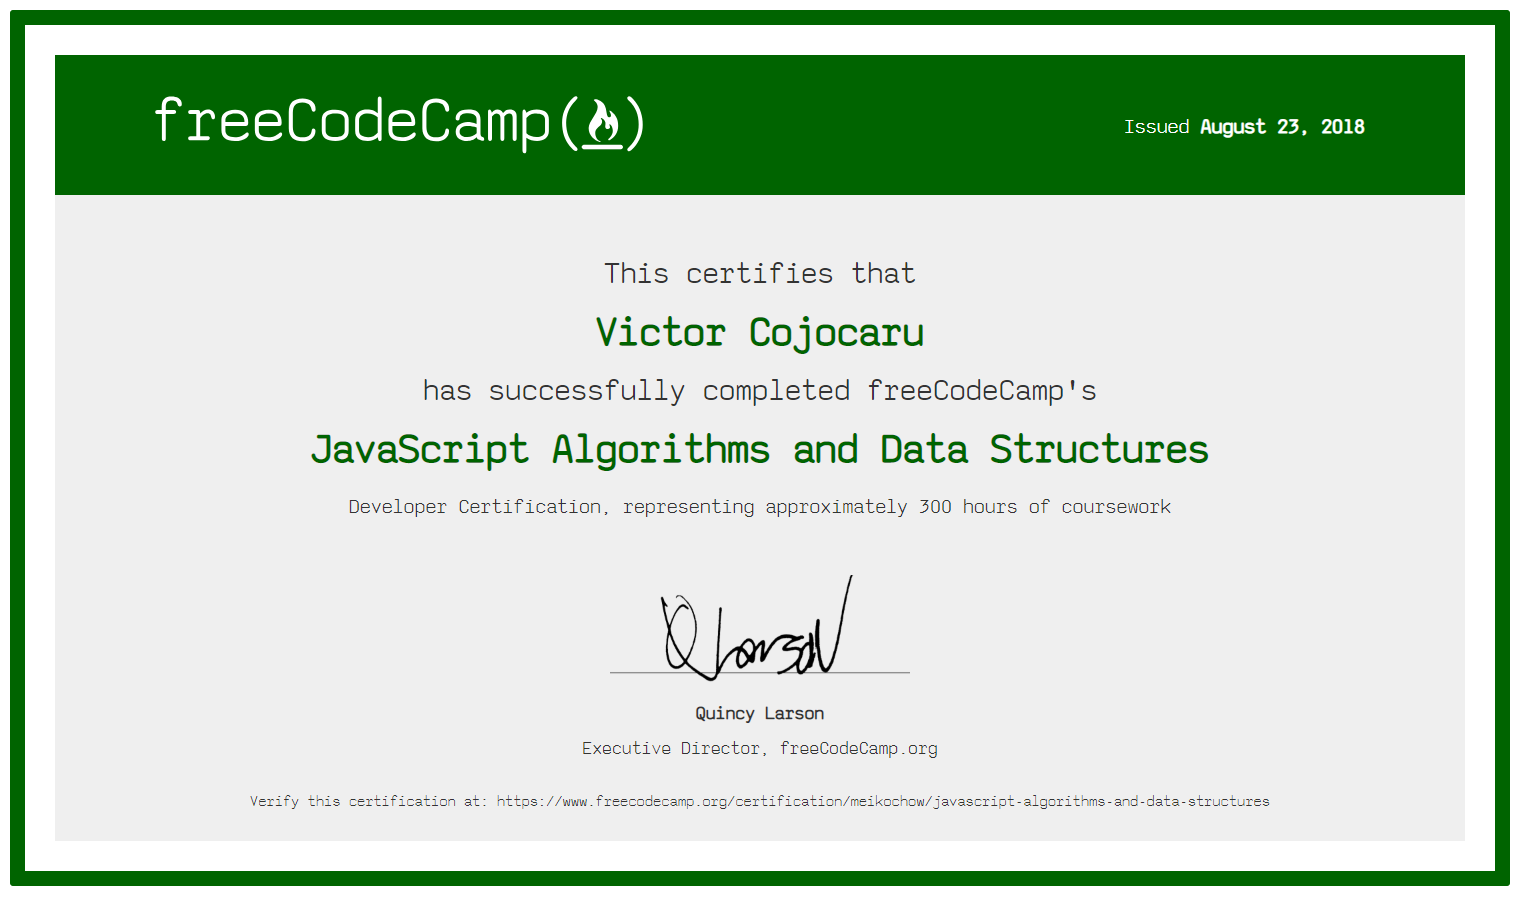 freeCodeCamp(🔥)
Issued August 23, 2018
This certifies that
Victor Cojocaru
has successfully completed freeCodeCamp's
JavaScript Algorithms and Data Structures
Developer Certification, representing approximately 300 hours of coursework
Q Larson
Quincy Larson
Executive Director, freeCodeCamp.org
Verify this certification at: https://www.freecodecamp.org/certification/meikochow/javascript-algorithms-and-data-structures